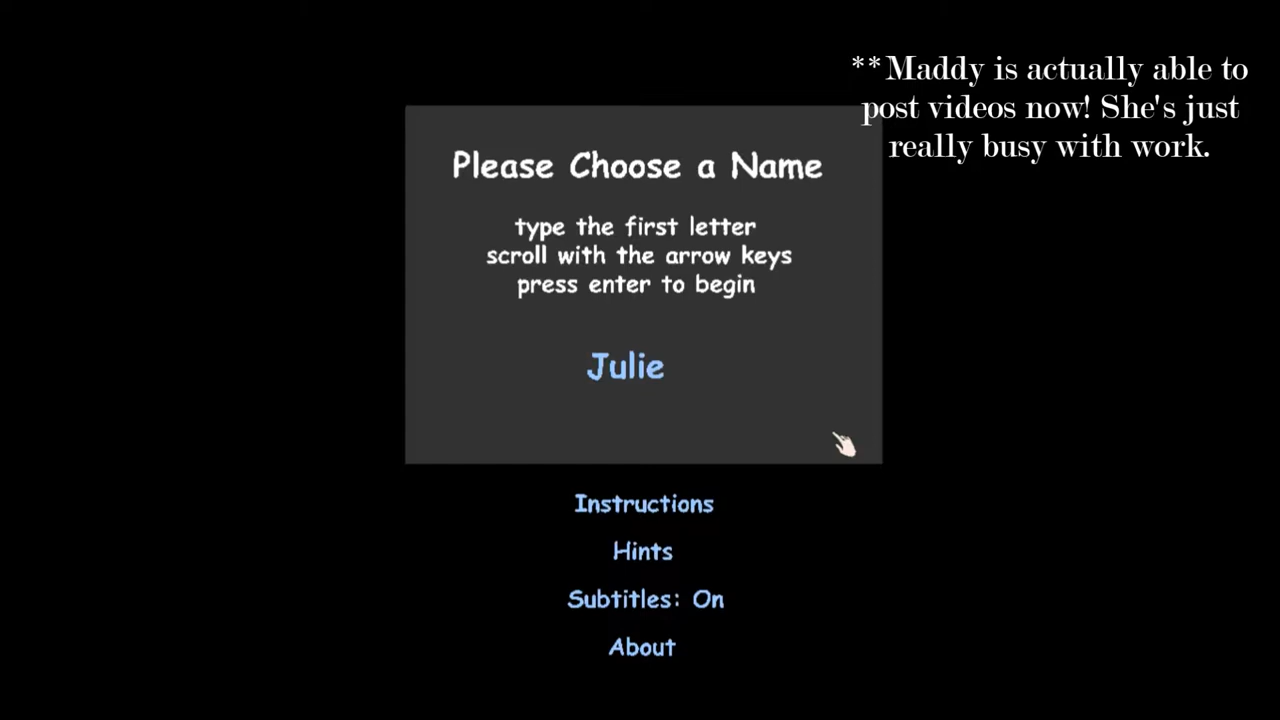 **Maddy is actually able to
post videos now! She's just
really busy with work.
Please Choose a Name
type the first letter
scroll with the arrow keys
press enter to begin
Julie
Instructions
Hints
Subtitles: On
About